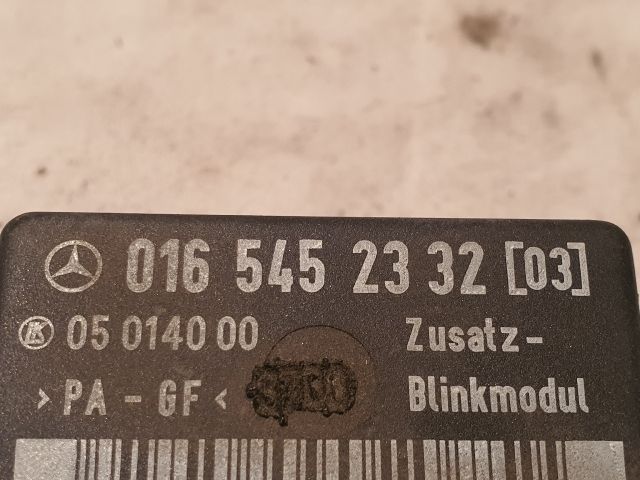 016 545 23 32 [03]
05 0140 00 Zusatz-
>PA-GF< Blinkmodul